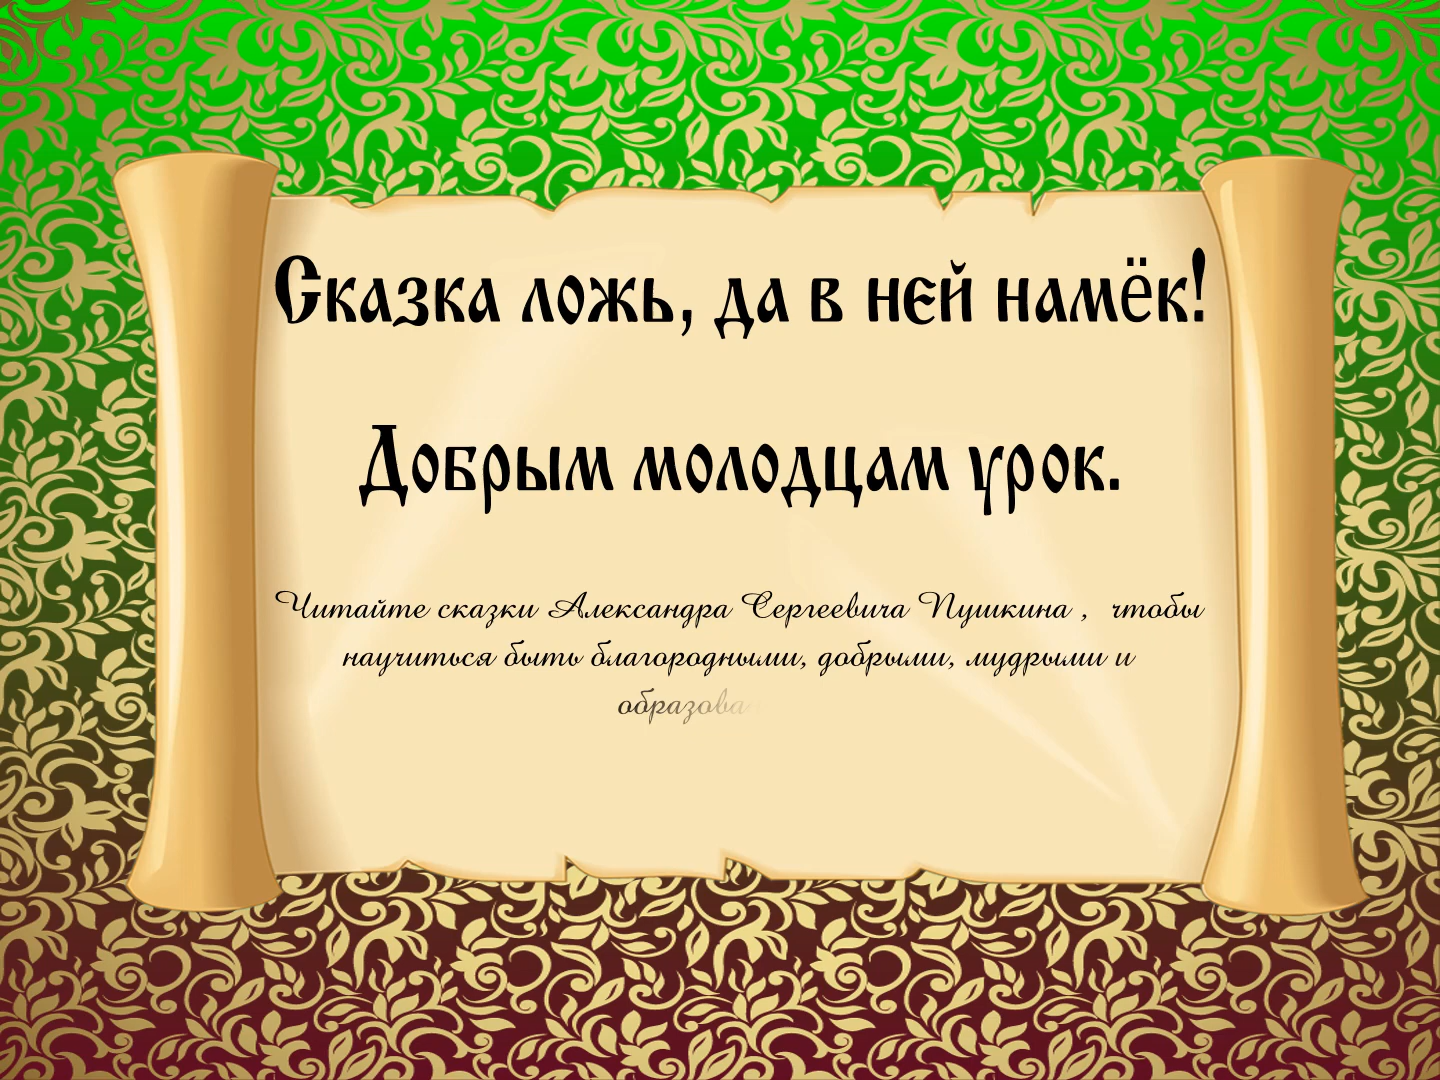 Сказка ложь, да в ней намёк!
Добрым молодцам урок.
Читайте сказки Александра Сергеевича Пушкина ,  чтобы
научиться быть благородными, добрыми, мудрыми и